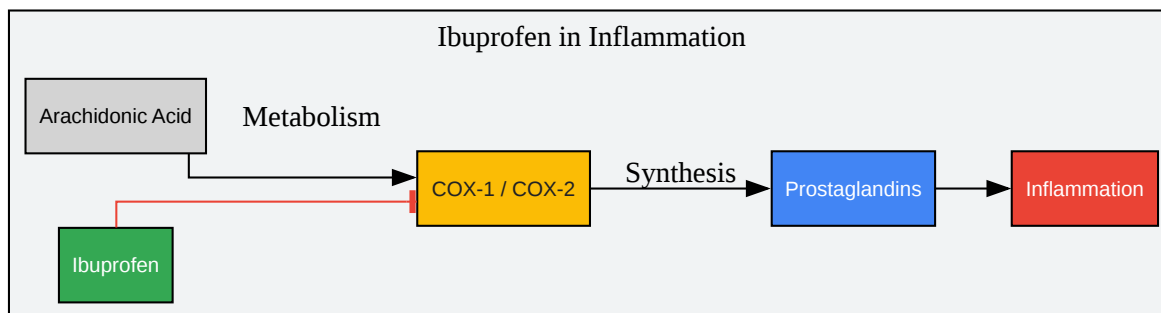 Ibuprofen in Inflammation
Arachidonic Acid
Metabolism
COX-1 / COX-2
Synthesis
Prostaglandins
Inflammation
Ibuprofen